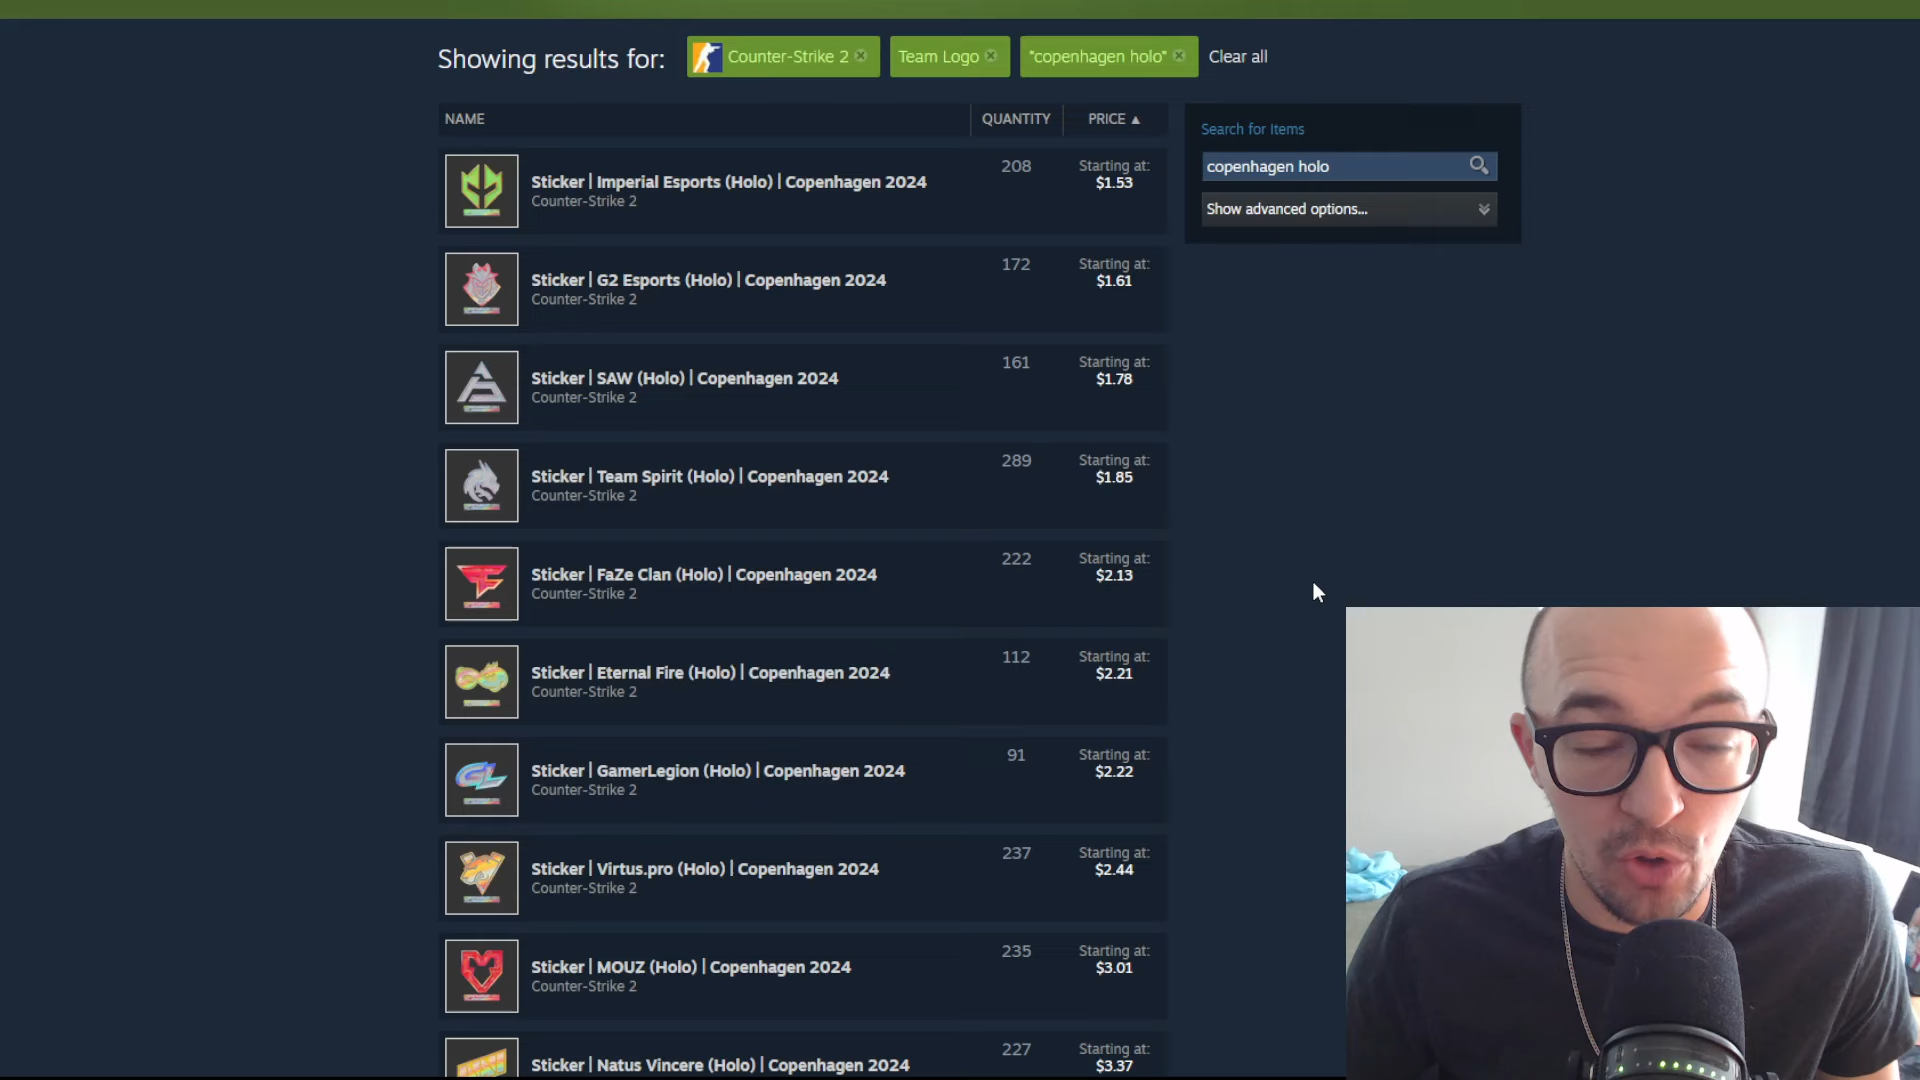 Showing results for:
Counter-Strike 2
Team Logo
"copenhagen holo"
Clear all
NAME
QUANTITY
PRICE ▲
Search for Items
copenhagen holo
Show advanced options...
Sticker | Imperial Esports (Holo) | Copenhagen 2024
Counter-Strike 2
208
Starting at:
$1.53
Sticker | G2 Esports (Holo) | Copenhagen 2024
Counter-Strike 2
172
Starting at:
$1.61
Sticker | SAW (Holo) | Copenhagen 2024
Counter-Strike 2
161
Starting at:
$1.78
Sticker | Team Spirit (Holo) | Copenhagen 2024
Counter-Strike 2
289
Starting at:
$1.85
Sticker | FaZe Clan (Holo) | Copenhagen 2024
Counter-Strike 2
222
Starting at:
$2.13
Sticker | Eternal Fire (Holo) | Copenhagen 2024
Counter-Strike 2
112
Starting at:
$2.21
Sticker | GamerLegion (Holo) | Copenhagen 2024
Counter-Strike 2
91
Starting at:
$2.22
Sticker | Virtus.pro (Holo) | Copenhagen 2024
Counter-Strike 2
237
Starting at:
$2.44
Sticker | MOUZ (Holo) | Copenhagen 2024
Counter-Strike 2
235
Starting at:
$3.01
Sticker | Natus Vincere (Holo) | Copenhagen 2024
227
Starting at:
$3.37